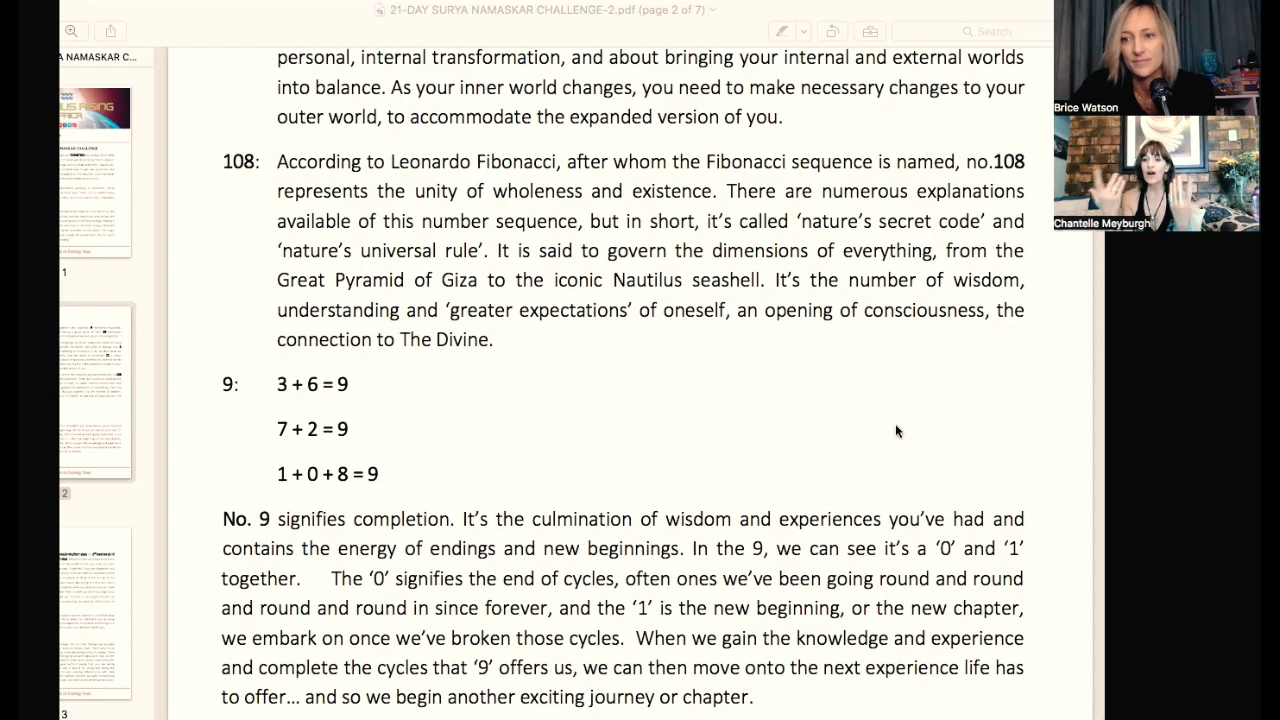 21-DAY SURYA NAMASKAR CHALLENGE-2.pdf (page 2 of 7)
Search
A NAMASKAR C...
personal, internal transformation, and about bringing your internal and external worlds
into balance. As your inner world changes, you need to make necessary changes to your
outer world, to accommodate the expanded version of you.
108: According to Leonardo Fibonacci, after whom the Fibonacci Sequence is named, no.108
represents the unity of wholeness and existence. There are numerous explanations
available for this number sequence, but in short, it's known as 'nature's secret code' and
'nature's universal rule'. It is said to govern the dimensions of everything, from the
Great Pyramid of Giza to the iconic Nautilus seashell. It's the number of wisdom,
understanding and 'greater expectations' of oneself, an opening of consciousness, the
connection to The Divine.
9: 3 + 6 = 9
7 + 2 = 9
1 + 0 + 8 = 9
No. 9 signifies completion. It's the culmination of wisdom and experiences you've had and
contains the energy of endings and new beginnings. In the 9, we can see it's a '0' and '1'
together. The '0' signifies the end of cycles, often ones we've been going round and round
and round and round in since forever, and the '1' is the new beginning, or the new chapter,
we embark on once we've broken those cycles. When we gain the knowledge and experience
and complete a cycle, the '9' shows us, we can then embrace the new experience life has
to offer... and so we begin another exciting journey or chapter.
Brice Watson
Chantelle Meyburgh
US RISING
1
2
3